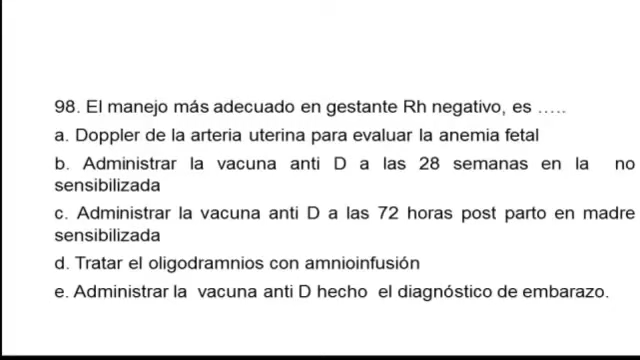 98. El manejo más adecuado en gestante Rh negativo, es …..
a. Doppler de la arteria uterina para evaluar la anemia fetal
b. Administrar la vacuna anti D a las 28 semanas en la no
sensibilizada
c. Administrar la vacuna anti D a las 72 horas post parto en madre
sensibilizada
d. Tratar el oligodramnios con amnioinfusión
e. Administrar la vacuna anti D hecho el diagnóstico de embarazo.